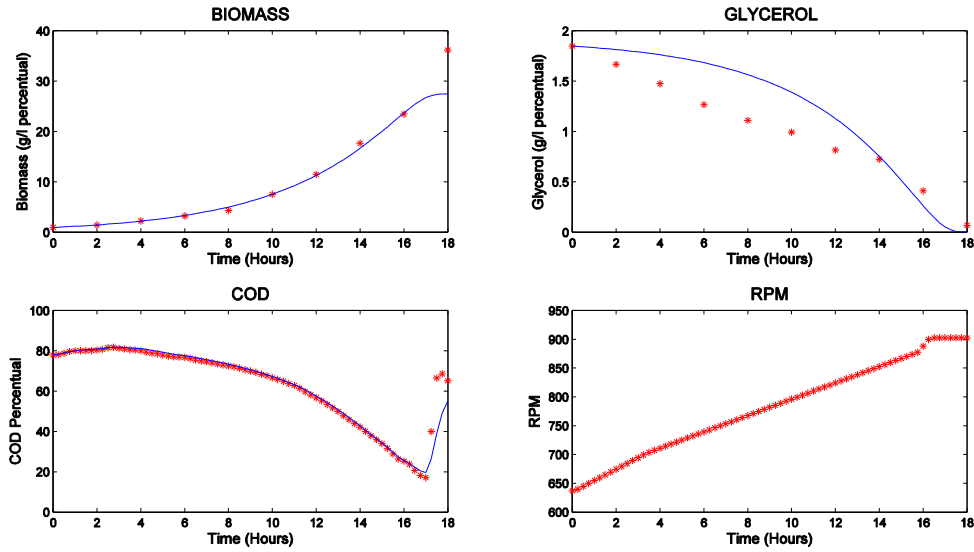 BIOMASS
40
30
20
10
0
Biomass (g/l percentual)
0 2 4 6 8 10 12 14 16 18
Time (Hours)
GLYCEROL
2
1.5
1
0.5
0
Glycerol (g/l percentual)
0 2 4 6 8 10 12 14 16 18
Time (Hours)
COD
100
80
60
40
20
0
COD Percentual
0 2 4 6 8 10 12 14 16 18
Time (Hours)
RPM
950
900
850
800
750
700
650
600
RPM
0 2 4 6 8 10 12 14 16 18
Time (Hours)